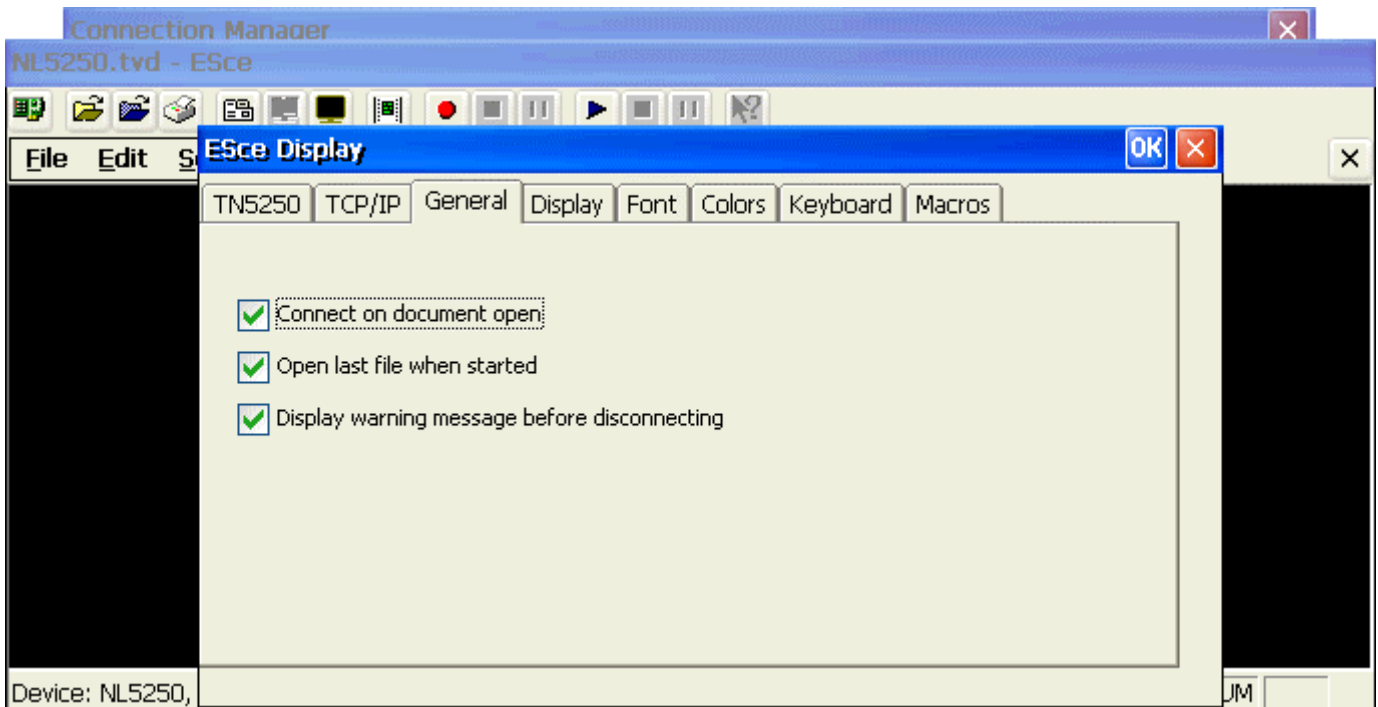 Connection Manager
NL5250.tvd - ESce
File Edit
ESce Display OK
TN5250 TCP/IP General Display Font Colors Keyboard Macros
Connect on document open
Open last file when started
Display warning message before disconnecting
Device: NL5250,